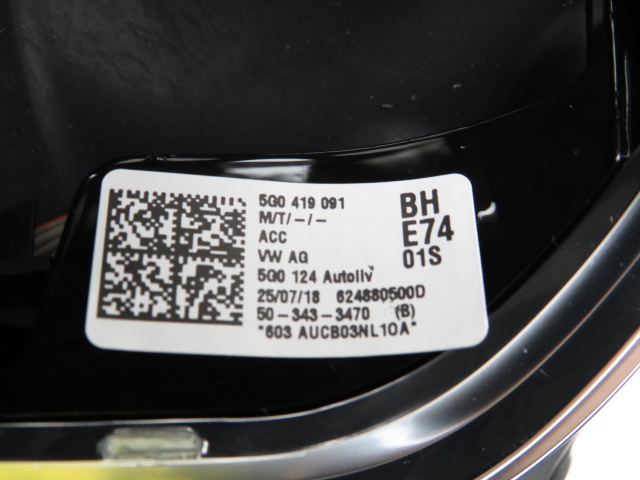 5G0 419 091
M/T/-/-
ACC
VW AG
5G0 124 Autoliv
25/07/18 624880500D
50-343-3470 (B)
*603 AUCB03NL10A*
BH
E74
01S